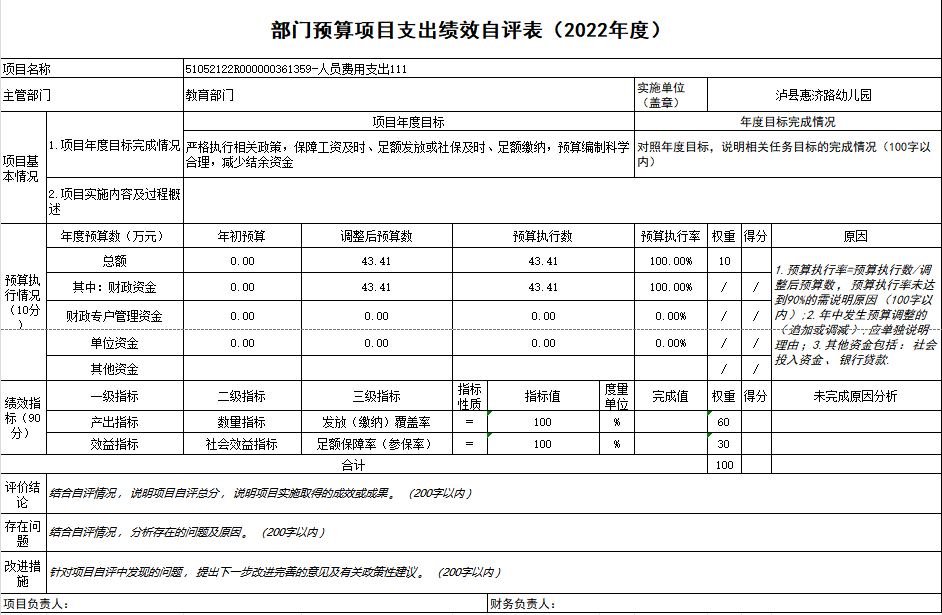 部门预算项目支出绩效自评表（2022年度）
项目名称 51052122R000000361359-人员费用支出111
主管部门 教育部门 实施单位（盖章） 泸县惠济路幼儿园
项目基本情况 1.项目年度目标完成情况 项目年度目标 年度目标完成情况
严格执行相关政策，保障工资及时、足额发放或社保及时、足额缴纳，预算编制科学合理，减少结余资金 对照年度目标，说明相关任务目标的完成情况（100字以内）
2.项目实施内容及过程概述
预算执行情况（10分） 年度预算数（万元） 年初预算 调整后预算数 预算执行数 预算执行率 权重 得分 原因
总额 0.00 43.41 43.41 100.00% 10
其中：财政资金 0.00 43.41 43.41 100.00% / /
财政专户管理资金 0.00 0.00 0.00 0.00% / /
单位资金 0.00 0.00 0.00 0.00% / /
其他资金 / /
1.预算执行率=预算执行数/调整后预算数，预算执行率未达到90%的需说明原因（100字以内）;2.年中发生预算调整的（追加或调减）,应单独说明理由；3.其他资金包括：社会投入资金、银行贷款.
绩效指标（90分） 一级指标 二级指标 三级指标 指标性质 指标值 度量单位 完成值 权重 得分 未完成原因分析
产出指标 数量指标 发放（缴纳）覆盖率 = 100 % 60
效益指标 社会效益指标 足额保障率（参保率） = 100 % 30
合计 100
评价结论 结合自评情况，说明项目自评总分，说明项目实施取得的成效或成果。（200字以内）
存在问题 结合自评情况，分析存在的问题及原因。（200字以内）
改进措施 针对项目自评中发现的问题，提出下一步改进完善的意见及有关政策性建议。（200字以内）
项目负责人： 财务负责人：